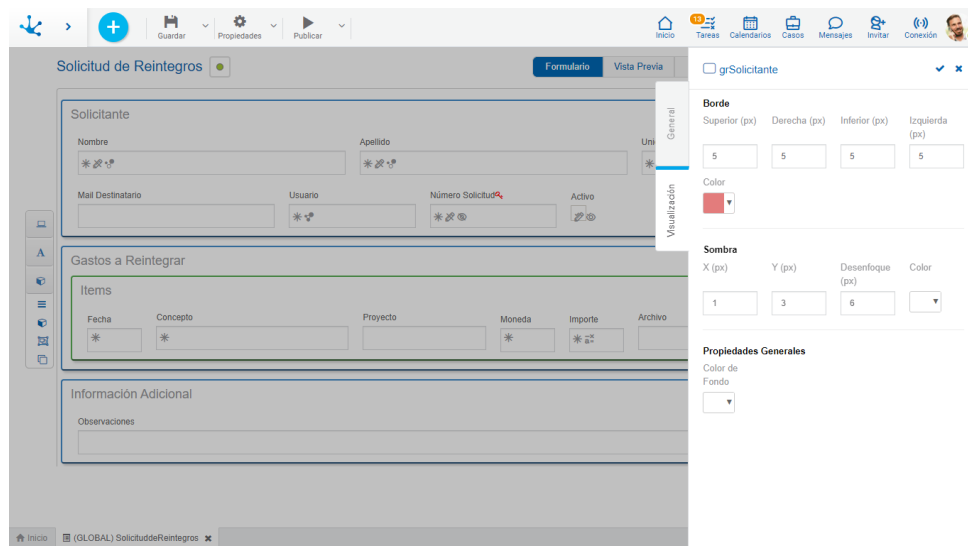 Guardar
Propiedades
Publicar
Inicio
13
Tareas
Calendarios
Casos
Mensajes
Invitar
Conexión
Solicitud de Reintegros
Formulario
Vista Previa
grSolicitante
General
Visualización
Solicitante
Nombre
Apellido
Uni
Mail Destinatario
Usuario
Número Solicitud
Activo
A
Gastos a Reintegrar
Items
Fecha
Concepto
Proyecto
Moneda
Importe
Archivo
Información Adicional
Observaciones
Borde
Superior (px)
Derecha (px)
Inferior (px)
Izquierda
(px)
5
5
5
5
Color
Sombra
X (px)
Y (px)
Desenfoque
(px)
Color
1
3
6
Propiedades Generales
Color de
Fondo
Inicio
(GLOBAL) SolicituddeReintegros